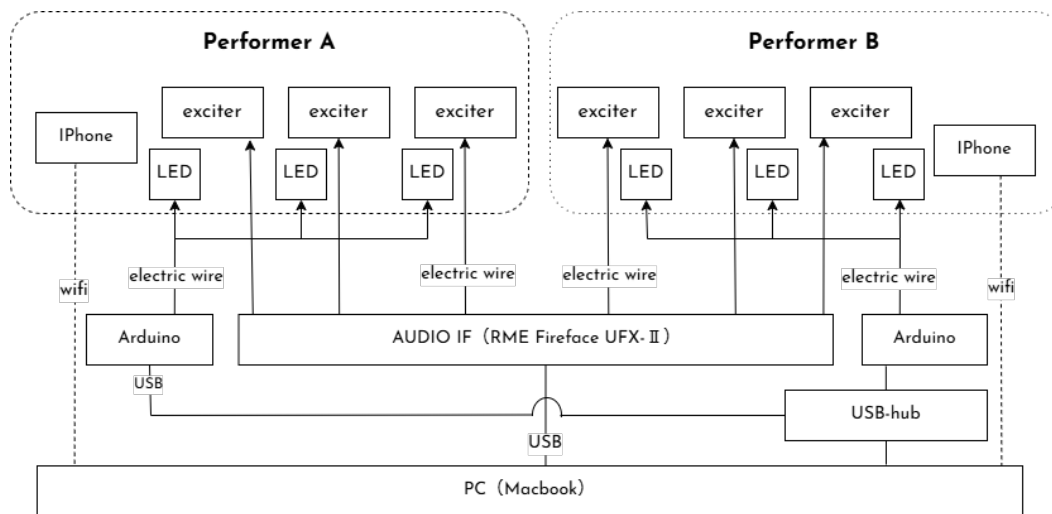 Performer A
Performer B
exciter
exciter
exciter
exciter
exciter
exciter
IPhone
IPhone
LED
LED
LED
LED
LED
LED
wifi
electric wire
electric wire
electric wire
electric wire
wifi
Arduino
AUDIO IF（RME Fireface UFX-Ⅱ）
Arduino
USB
USB-hub
USB
PC（Macbook）